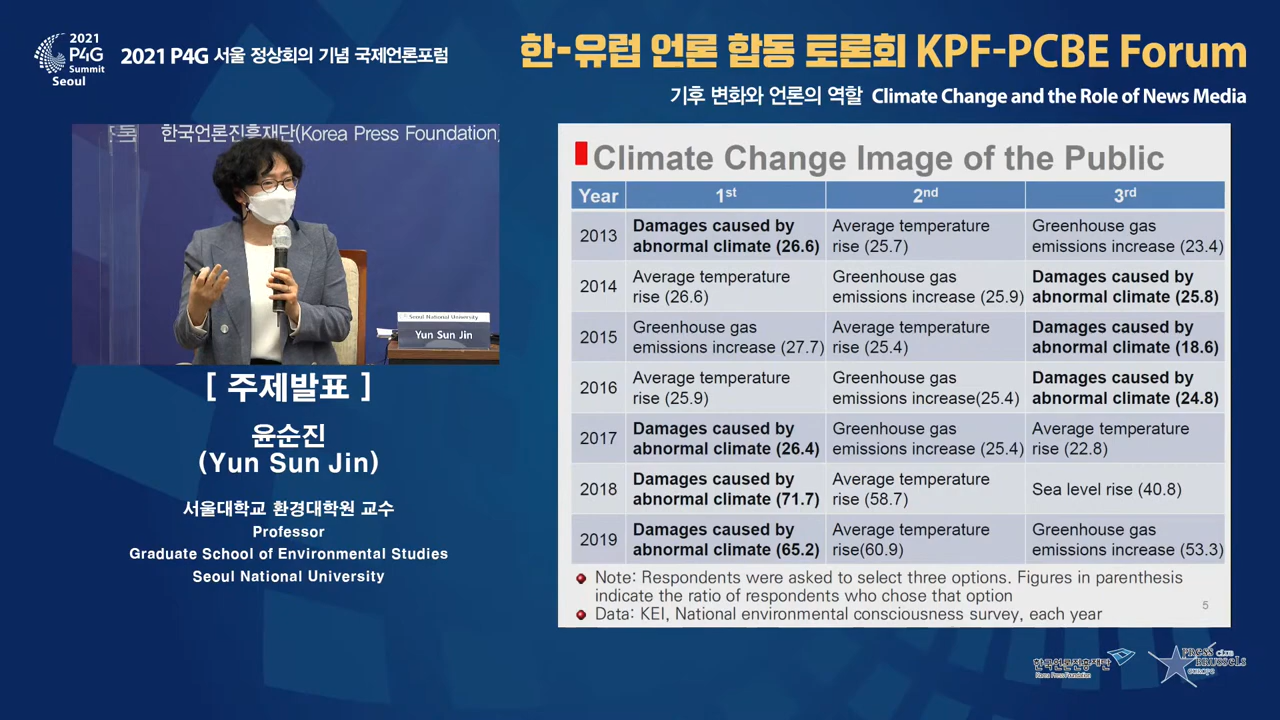 2021
P4G
Summit
Seoul
2021 P4G 서울 정상회의 기념 국제언론포럼
한-유럽 언론 합동 토론회 KPF-PCBE Forum
기후 변화와 언론의 역할 Climate Change and the Role of News Media
한국언론진흥재단(Korea Press Foundation,
Seoul National University
Yun Sun Jin
[ 주제발표 ]
윤순진
(Yun Sun Jin)
서울대학교 환경대학원 교수
Professor
Graduate School of Environmental Studies
Seoul National University
Climate Change Image of the Public
Year 1st 2nd 3rd
2013 Damages caused by abnormal climate (26.6) Average temperature rise (25.7) Greenhouse gas emissions increase (23.4)
2014 Average temperature rise (26.6) Greenhouse gas emissions increase (25.9) Damages caused by abnormal climate (25.8)
2015 Greenhouse gas emissions increase (27.7) Average temperature rise (25.4) Damages caused by abnormal climate (18.6)
2016 Average temperature rise (25.9) Greenhouse gas emissions increase(25.4) Damages caused by abnormal climate (24.8)
2017 Damages caused by abnormal climate (26.4) Greenhouse gas emissions increase (25.4) Average temperature rise (22.8)
2018 Damages caused by abnormal climate (71.7) Average temperature rise (58.7) Sea level rise (40.8)
2019 Damages caused by abnormal climate (65.2) Average temperature rise(60.9) Greenhouse gas emissions increase (53.3)
Note: Respondents were asked to select three options. Figures in parenthesis
indicate the ratio of respondents who chose that option
Data: KEI, National environmental consciousness survey, each year
5
한국언론진흥재단
Korea Press Foundation
PRESS club
BRUSSELS
europe